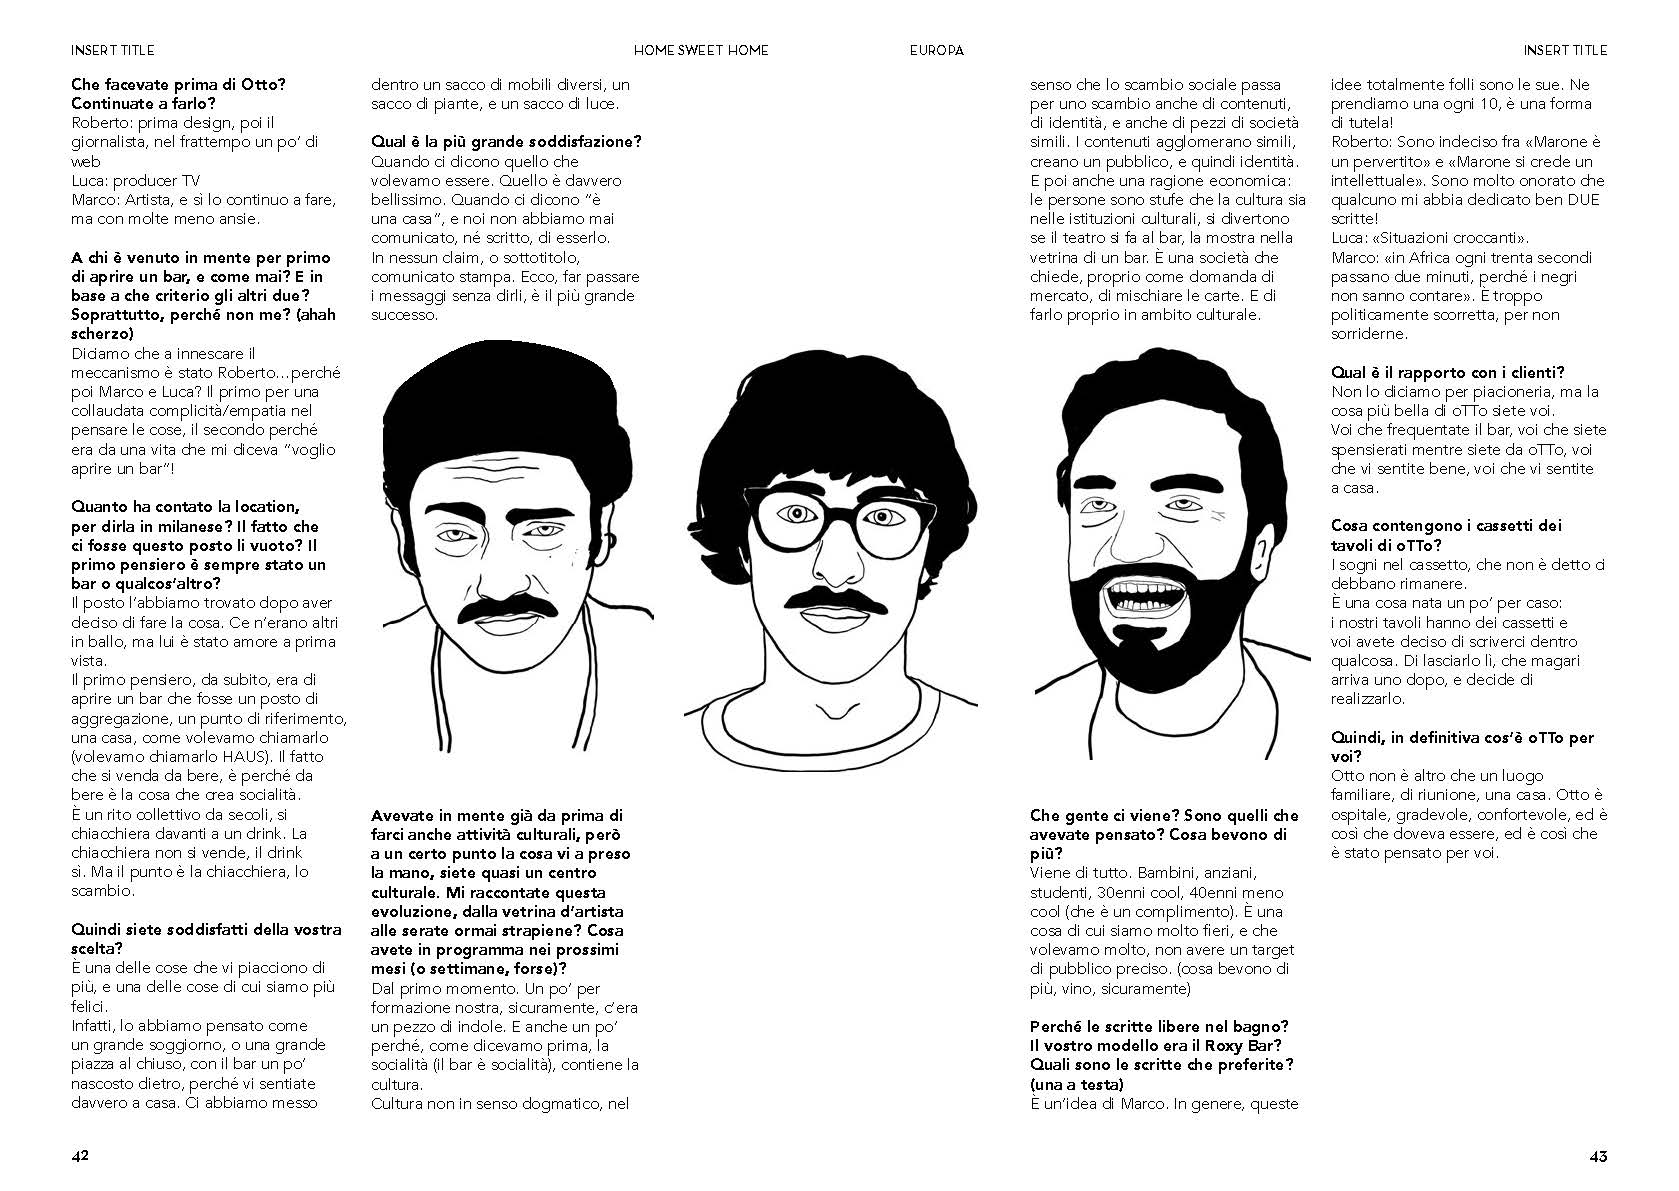 INSERT TITLE
HOME SWEET HOME
EUROPA
INSERT TITLE
Che facevate prima di Otto?
Continuate a farlo?
Roberto: prima design, poi il
giornalista, nel frattempo un po’ di
web
Luca: producer TV
Marco: Artista, e sì lo continuo a fare,
ma con molte meno ansie.
A chi è venuto in mente per primo
di aprire un bar, e come mai? E in
base a che criterio gli altri due?
Soprattutto, perché non me? (ahah
scherzo)
Diciamo che a innescare il
meccanismo è stato Roberto...perché
poi Marco e Luca? Il primo per una
collaudata complicità/empatia nel
pensare le cose, il secondo perché
era da una vita che mi diceva “voglio
aprire un bar”!
Quanto ha contato la location,
per dirla in milanese? Il fatto che
ci fosse questo posto lì vuoto? Il
primo pensiero è sempre stato un
bar o qualcos’altro?
Il posto l’abbiamo trovato dopo aver
deciso di fare la cosa. Ce n’erano altri
in ballo, ma lui è stato amore a prima
vista.
Il primo pensiero, da subito, era di
aprire un bar che fosse un posto di
aggregazione, un punto di riferimento,
una casa, come volevamo chiamarlo
(volevamo chiamarlo HAUS). Il fatto
che si venda da bere, è perché da
bere è la cosa che crea socialità.
È un rito collettivo da secoli, si
chiacchiera davanti a un drink. La
chiacchiera non si vende, il drink
sì. Ma il punto è la chiacchiera, lo
scambio.
Quindi siete soddisfatti della vostra
scelta?
È una delle cose che vi piacciono di
più, e una delle cose di cui siamo più
felici.
Infatti, lo abbiamo pensato come
un grande soggiorno, o una grande
piazza al chiuso, con il bar un po’
nascosto dietro, perché vi sentiate
davvero a casa. Ci abbiamo messo
dentro un sacco di mobili diversi, un
sacco di piante, e un sacco di luce.
Qual è la più grande soddisfazione?
Quando ci dicono quello che
volevamo essere. Quello è davvero
bellissimo. Quando ci dicono “è
una casa”, e noi non abbiamo mai
comunicato, né scritto, di esserlo.
In nessun claim, o sottotitolo,
comunicato stampa. Ecco, far passare
i messaggi senza dirli, è il più grande
successo.
Avevate in mente già da prima di
farci anche attività culturali, però
a un certo punto la cosa vi a preso
la mano, siete quasi un centro
culturale. Mi raccontate questa
evoluzione, dalla vetrina d’artista
alle serate ormai strapiene? Cosa
avete in programma nei prossimi
mesi (o settimane, forse)?
Dal primo momento. Un po’ per
formazione nostra, sicuramente, c’era
un pezzo di indole. E anche un po’
perché, come dicevamo prima, la
socialità (il bar è socialità), contiene la
cultura.
Cultura non in senso dogmatico, nel
senso che lo scambio sociale passa
per uno scambio anche di contenuti,
di identità, e anche di pezzi di società
simili. I contenuti agglomerano simili,
creano un pubblico, e quindi identità.
E poi anche una ragione economica:
le persone sono stufe che la cultura sia
nelle istituzioni culturali, si divertono
se il teatro si fa al bar, la mostra nella
vetrina di un bar. È una società che
chiede, proprio come domanda di
mercato, di mischiare le carte. E di
farlo proprio in ambito culturale.
Che gente ci viene? Sono quelli che
avevate pensato? Cosa bevono di
più?
Viene di tutto. Bambini, anziani,
studenti, 30enni cool, 40enni meno
cool (che è un complimento). È una
cosa di cui siamo molto fieri, e che
volevamo molto, non avere un target
di pubblico preciso. (cosa bevono di
più, vino, sicuramente)
Perché le scritte libere nel bagno?
Il vostro modello era il Roxy Bar?
Quali sono le scritte che preferite?
(una a testa)
È un’idea di Marco. In genere, queste
idee totalmente folli sono le sue. Ne
prendiamo una ogni 10, è una forma
di tutela!
Roberto: Sono indeciso fra «Marone è
un pervertito» e «Marone si crede un
intellettuale». Sono molto onorato che
qualcuno mi abbia dedicato ben DUE
scritte!
Luca: «Situazioni croccanti».
Marco: «in Africa ogni trenta secondi
passano due minuti, perché i negri
non sanno contare». È troppo
politicamente scorretta, per non
sorriderne.
Qual è il rapporto con i clienti?
Non lo diciamo per piacioneria, ma la
cosa più bella di oTTo siete voi.
Voi che frequentate il bar, voi che siete
spensierati mentre siete da oTTo, voi
che vi sentite bene, voi che vi sentite
a casa.
Cosa contengono i cassetti dei
tavoli di oTTo?
I sogni nel cassetto, che non è detto ci
debbano rimanere.
È una cosa nata un po’ per caso:
i nostri tavoli hanno dei cassetti e
voi avete deciso di scriverci dentro
qualcosa. Di lasciarlo lì, che magari
arriva uno dopo, e decide di
realizzarlo.
Quindi, in definitiva cos’è oTTo per
voi?
Otto non è altro che un luogo
familiare, di riunione, una casa. Otto è
ospitale, gradevole, confortevole, ed è
così che doveva essere, ed è così che
è stato pensato per voi.
42
43